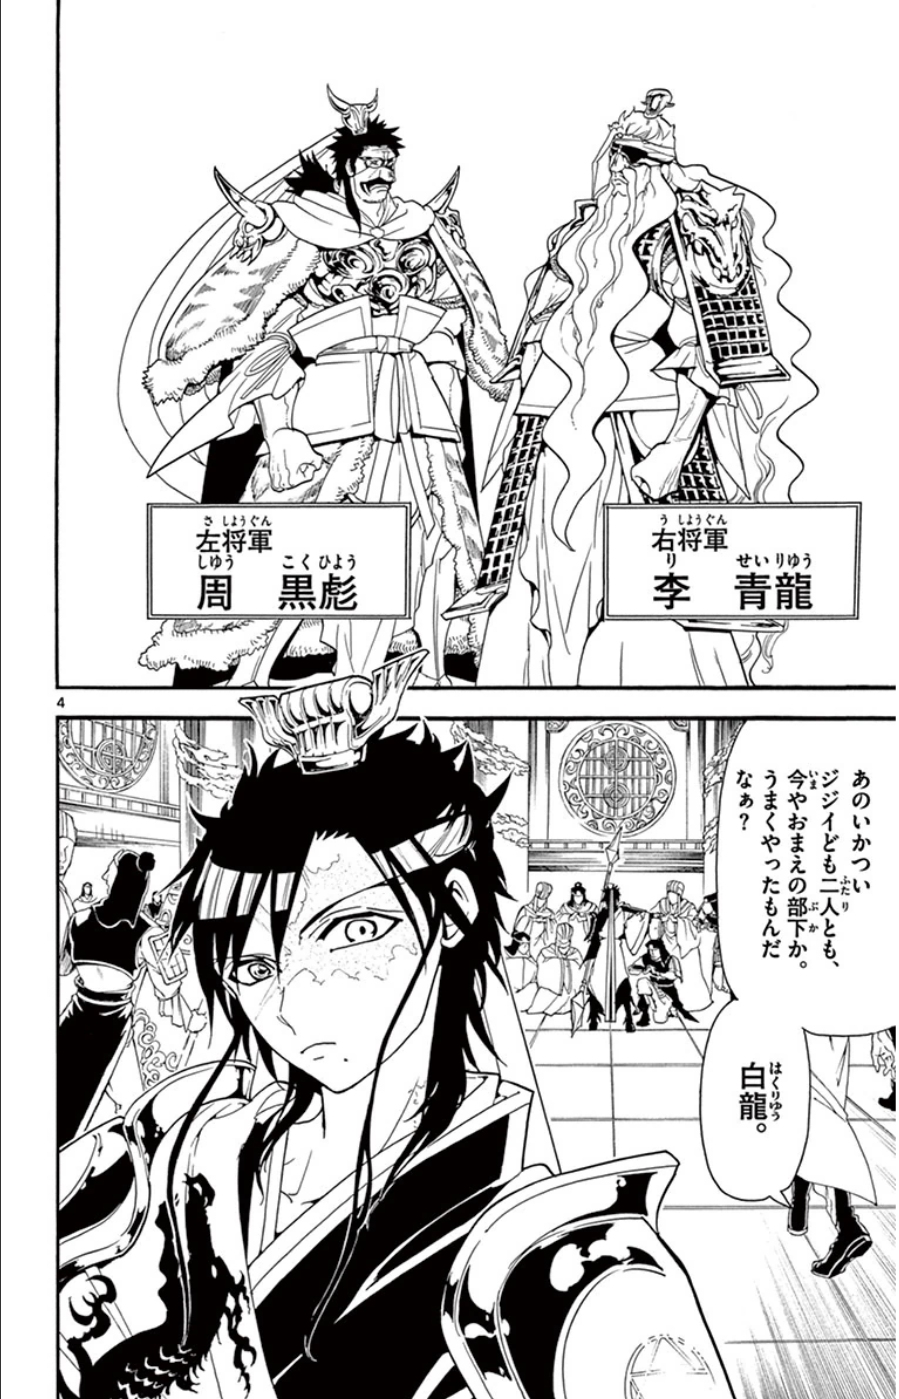 右将軍
李 青龍
左将軍
周 黒彪
4
あのいかつい
ジジイども二人とも、
今やおまえの部下か。
うまくやったもんだ
なぁ？
白龍。